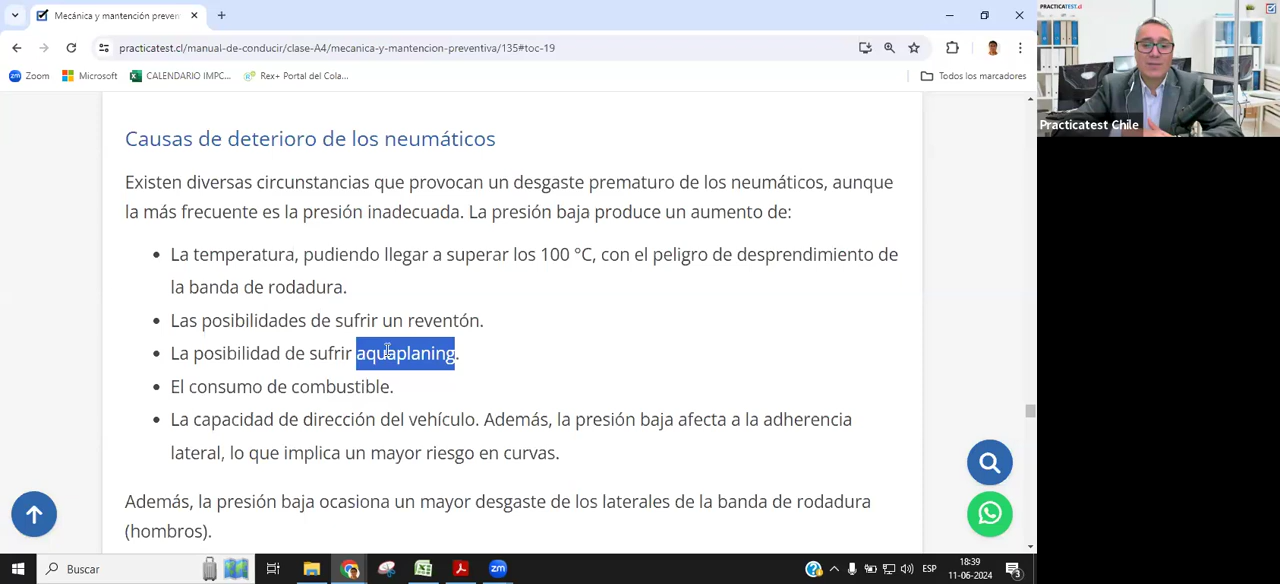 Mecánica y mantención preven
practicatest.cl/manual-de-conducir/clase-A4/mecanica-y-mantencion-preventiva/135#toc-19
Zoom
Microsoft
CALENDARIO IMPC...
Rex+ Portal del Cola...
Todos los marcadores
PRACTICATEST.cl
Practicatest Chile
Causas de deterioro de los neumáticos
Existen diversas circunstancias que provocan un desgaste prematuro de los neumáticos, aunque
la más frecuente es la presión inadecuada. La presión baja produce un aumento de:
La temperatura, pudiendo llegar a superar los 100 °C, con el peligro de desprendimiento de
la banda de rodadura.
Las posibilidades de sufrir un reventón.
La posibilidad de sufrir aquaplaning.
El consumo de combustible.
La capacidad de dirección del vehículo. Además, la presión baja afecta a la adherencia
lateral, lo que implica un mayor riesgo en curvas.
Además, la presión baja ocasiona un mayor desgaste de los laterales de la banda de rodadura
(hombros).
Buscar
ESP
18:39
11-06-2024
3